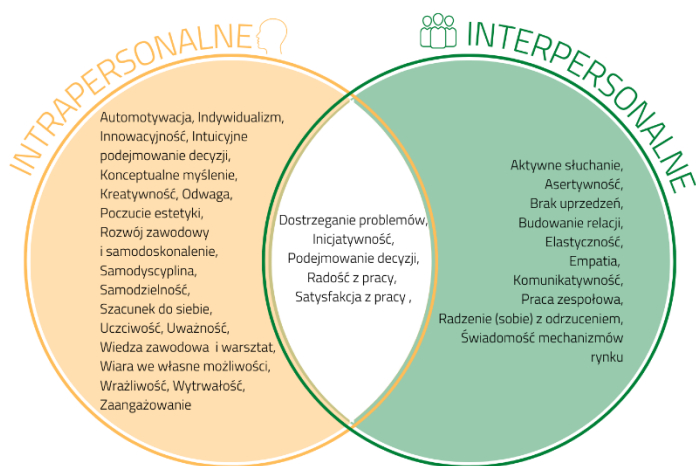 INTRAPERSONALNE
INTERPERSONALNE
Automotywacja, Indywidualizm,
Innowacyjność, Intuicyjne
podejmowanie decyzji,
Konceptualne myślenie,
Kreatywność, Odwaga,
Poczucie estetyki,
Rozwój zawodowy
i samodoskonalenie,
Samodyscyplina,
Samodzielność,
Szacunek do siebie,
Uczciwość, Uważność,
Wiedza zawodowa i warsztat,
Wiara we własne możliwości,
Wrażliwość, Wytrwałość,
Zaangażowanie
Dostrzeganie problemów,
Inicjatywność,
Podejmowanie decyzji,
Radość z pracy,
Satysfakcja z pracy ,
Aktywne słuchanie,
Asertywność,
Brak uprzedzeń,
Budowanie relacji,
Elastyczność,
Empatia,
Komunikatywność,
Praca zespołowa,
Radzenie (sobie) z odrzuceniem,
Świadomość mechanizmów
rynku